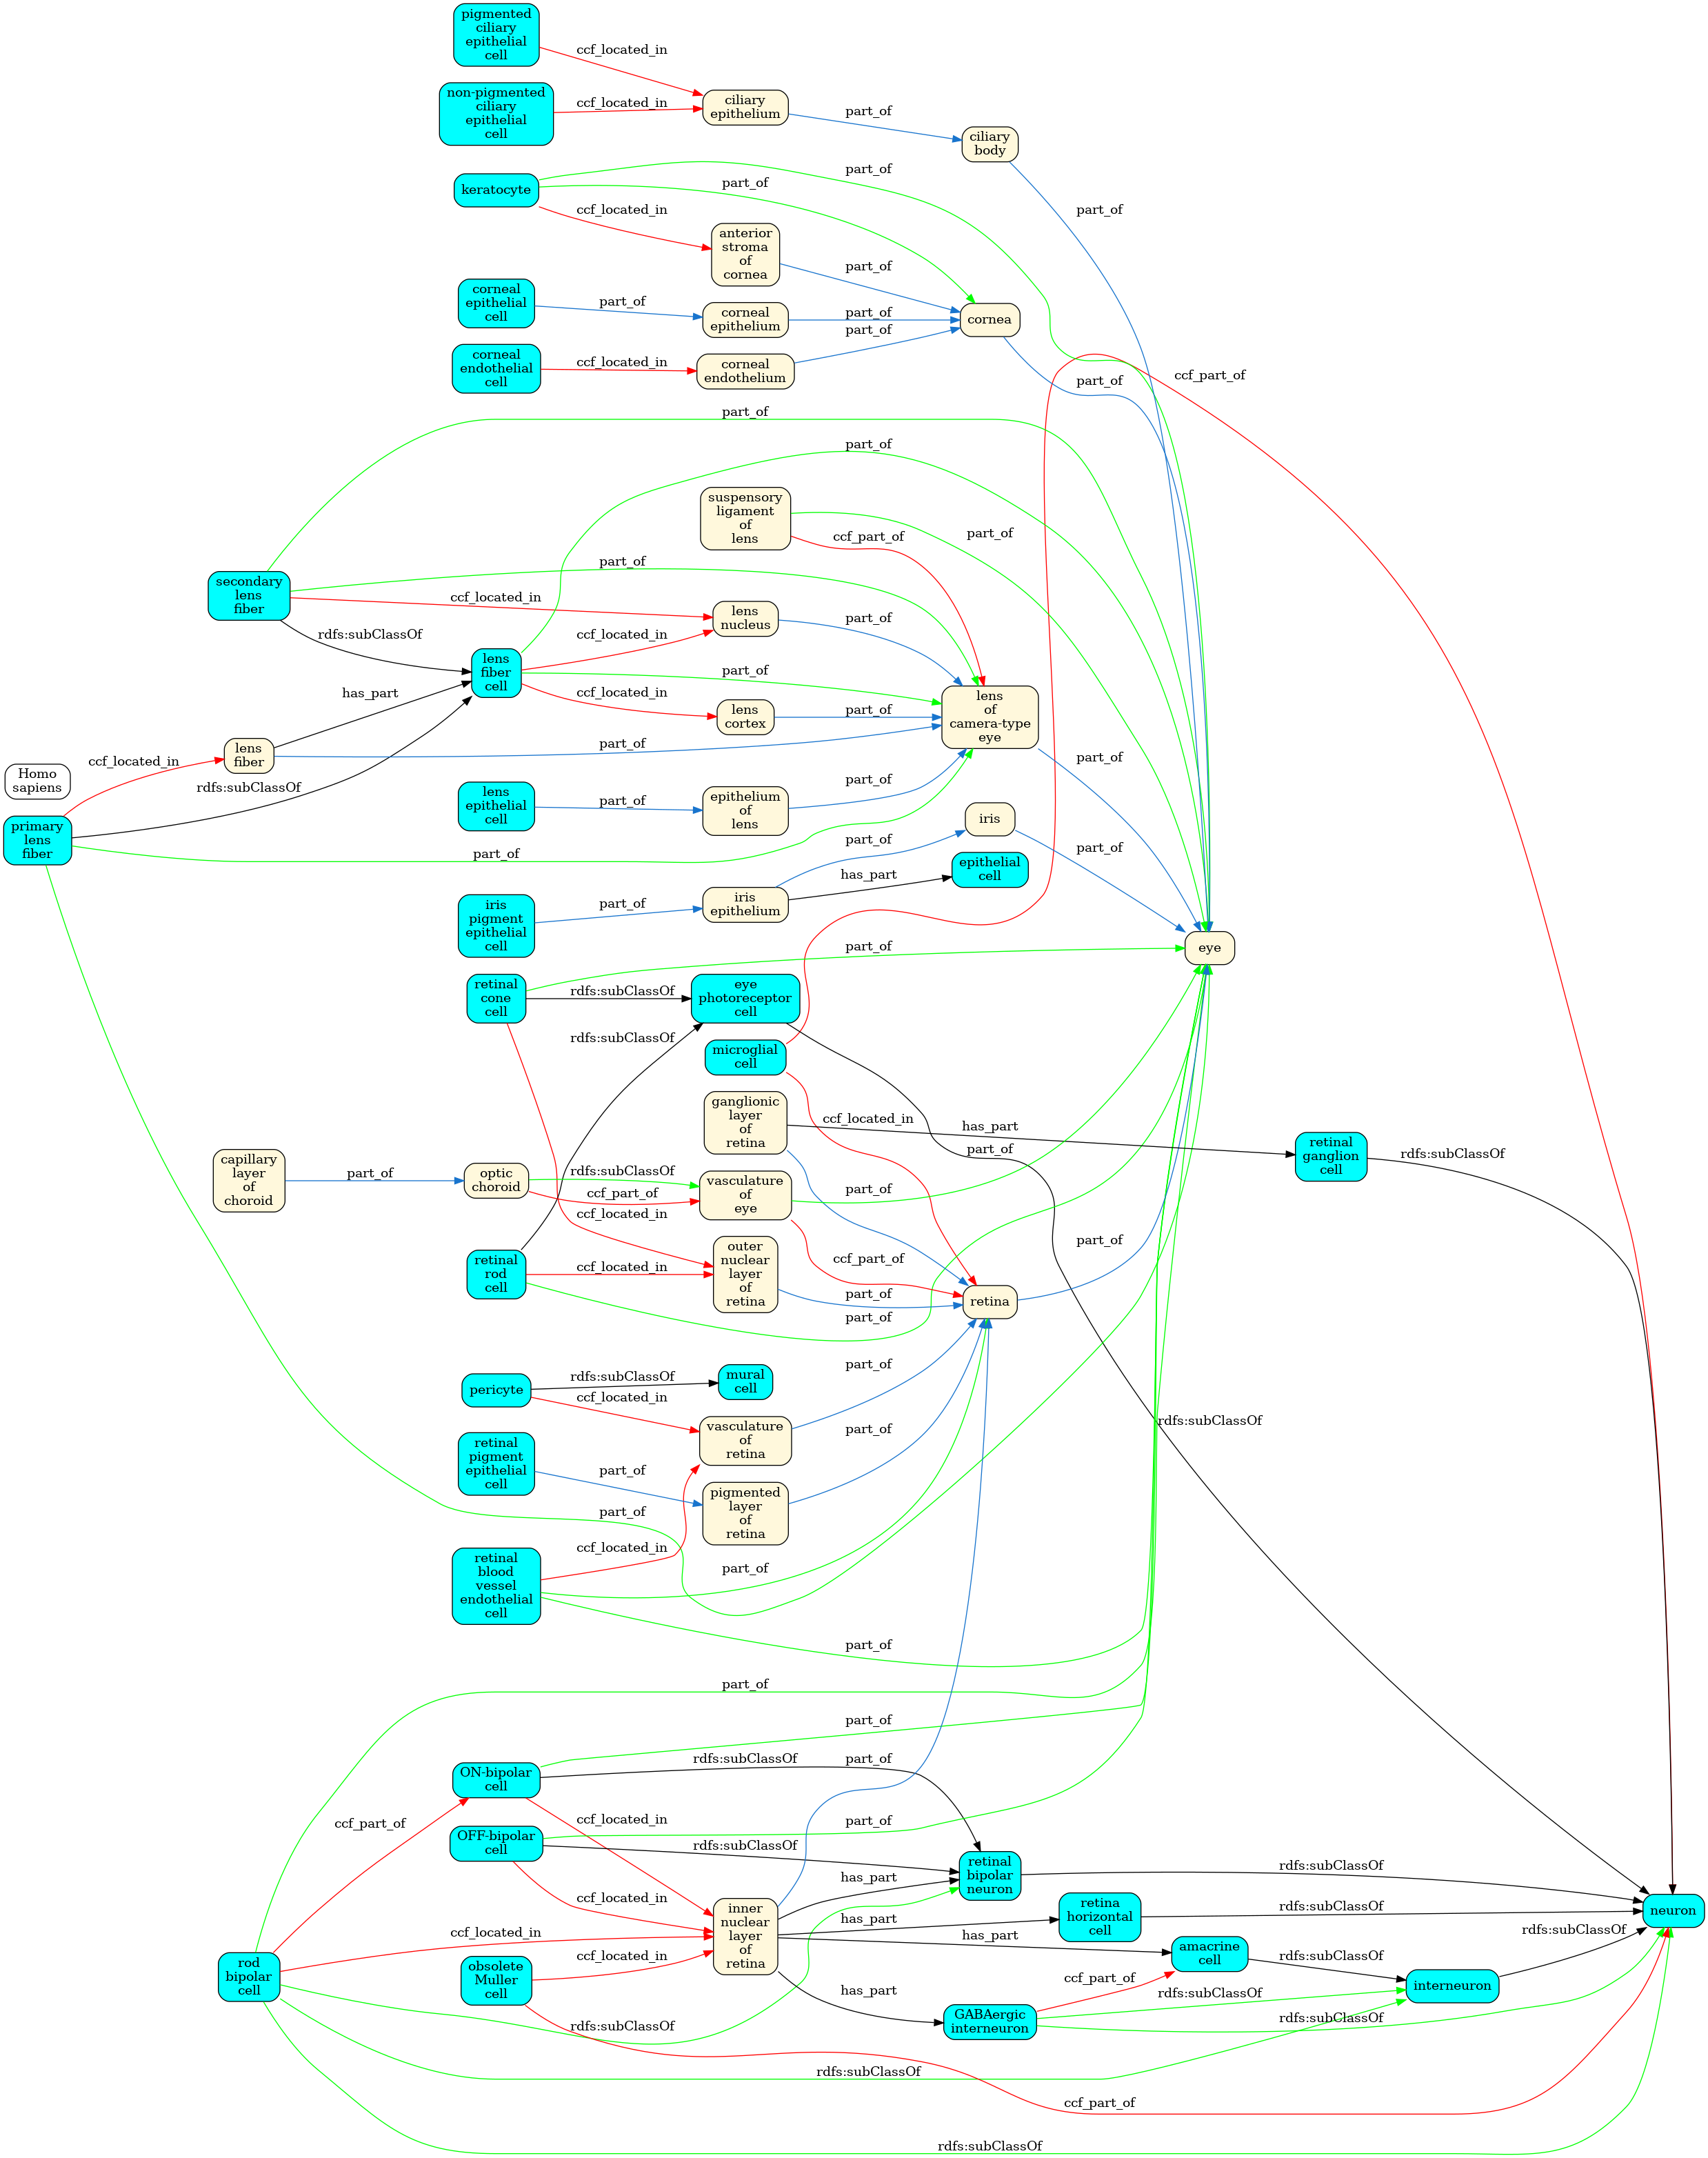 pigmented
ciliary
epithelial
cell
ccf_located_in
non-pigmented
ciliary
epithelial
cell
ccf_located_in
ciliary
epithelium
part_of
ciliary
body
part_of
keratocyte
part_of
part_of
ccf_located_in
anterior
stroma
of
cornea
part_of
corneal
epithelial
cell
part_of
corneal
epithelium
part_of
cornea
part_of
corneal
endothelial
cell
ccf_located_in
corneal
endothelium
part_of
ccf_part_of
part_of
part_of
suspensory
ligament
of
lens
ccf_part_of
part_of
secondary
lens
fiber
part_of
ccf_located_in
rdfs:subClassOf
lens
nucleus
part_of
lens
fiber
cell
ccf_located_in
part_of
ccf_located_in
lens
cortex
part_of
lens
of
camera-type
eye
part_of
has_part
lens
fiber
part_of
ccf_located_in
rdfs:subClassOf
Homo
sapiens
primary
lens
fiber
part_of
lens
epithelial
cell
part_of
epithelium
of
lens
part_of
iris
part_of
part_of
epithelial
cell
has_part
iris
pigment
epithelial
cell
part_of
iris
epithelium
eye
retinal
cone
cell
part_of
rdfs:subClassOf
eye
photoreceptor
cell
rdfs:subClassOf
microglial
cell
ccf_located_in
ganglionic
layer
of
retina
has_part
part_of
retinal
ganglion
cell
rdfs:subClassOf
capillary
layer
of
choroid
part_of
optic
choroid
rdfs:subClassOf
ccf_part_of
vasculature
of
eye
part_of
ccf_located_in
ccf_part_of
retinal
rod
cell
ccf_located_in
outer
nuclear
layer
of
retina
part_of
part_of
retina
part_of
pericyte
rdfs:subClassOf
mural
cell
ccf_located_in
part_of
vasculature
of
retina
part_of
rdfs:subClassOf
retinal
pigment
epithelial
cell
part_of
pigmented
layer
of
retina
part_of
retinal
blood
vessel
endothelial
cell
ccf_located_in
part_of
part_of
part_of
part_of
ON-bipolar
cell
rdfs:subClassOf
part_of
ccf_part_of
ccf_located_in
OFF-bipolar
cell
part_of
rdfs:subClassOf
ccf_located_in
retinal
bipolar
neuron
rdfs:subClassOf
has_part
inner
nuclear
layer
of
retina
has_part
retina
horizontal
cell
rdfs:subClassOf
neuron
ccf_located_in
has_part
amacrine
cell
rdfs:subClassOf
rdfs:subClassOf
rod
bipolar
cell
obsolete
Muller
cell
ccf_located_in
has_part
ccf_part_of
interneuron
GABAergic
interneuron
rdfs:subClassOf
rdfs:subClassOf
rdfs:subClassOf
rdfs:subClassOf
ccf_part_of
rdfs:subClassOf